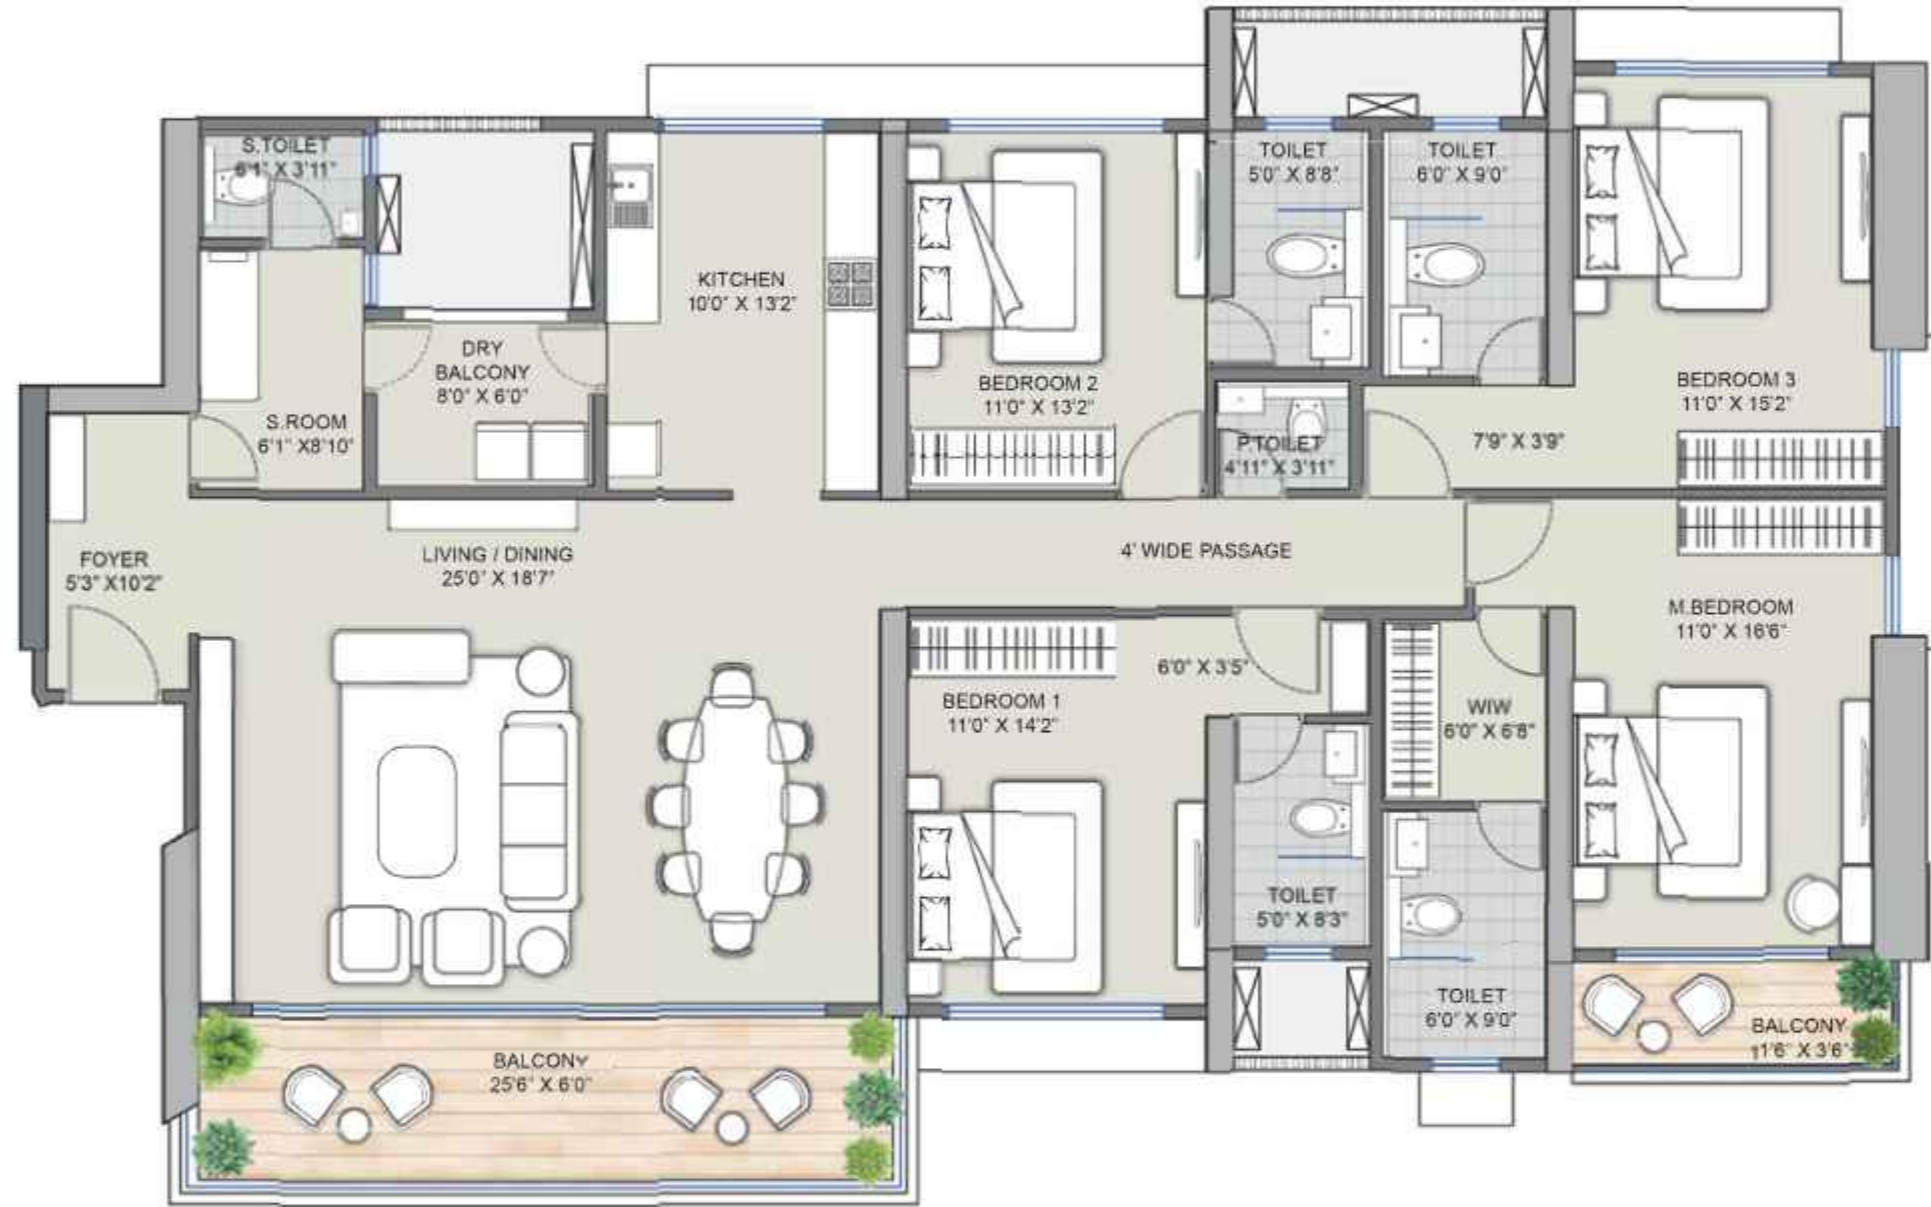 S.TOILET
6'1" X 3'11"
TOILET
5'0" X 8'8"
TOILET
6'0" X 9'0"
KITCHEN
10'0" X 13'2"
DRY
BALCONY
8'0" X 6'0"
BEDROOM 2
11'0" X 13'2"
BEDROOM 3
11'0" X 15'2"
S.ROOM
6'1" X8'10"
P.TOILET
4'11" X 3'11"
7'9" X 3'9"
FOYER
5'3" X10'2"
LIVING / DINING
25'0" X 18'7"
4' WIDE PASSAGE
M.BEDROOM
11'0" X 16'6"
6'0" X 3'5"
BEDROOM 1
11'0" X 14'2"
WIW
6'0" X 6'8"
TOILET
5'0" X 8'3"
TOILET
6'0" X 9'0"
BALCONY
11'6" X 3'6"
BALCONY
25'6" X 6'0"